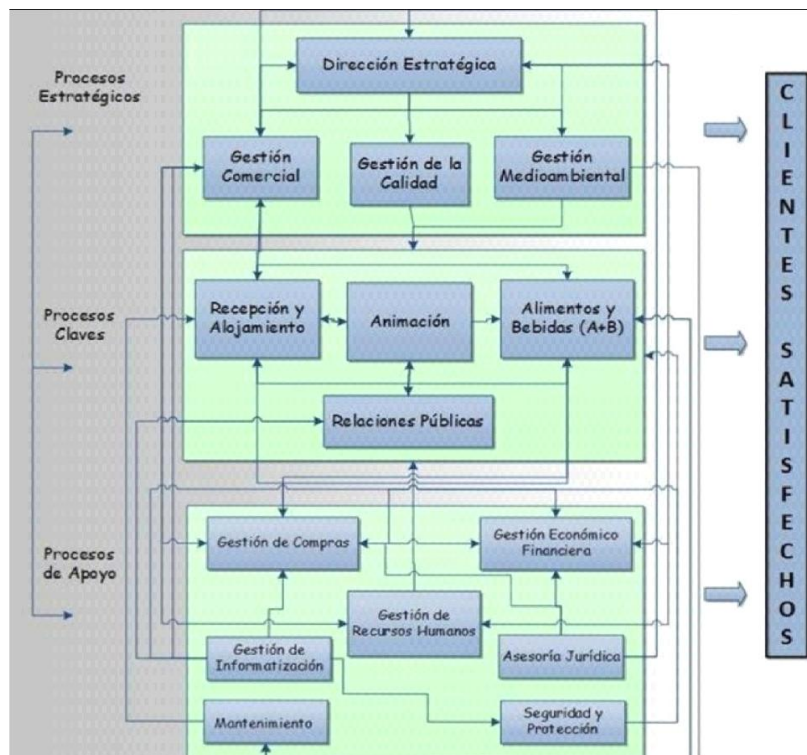 Procesos
Estratégicos
Dirección Estratégica
Gestión
Comercial
Gestión de la
Calidad
Gestión
Medioambiental
Procesos
Claves
Recepción y
Alojamiento
Animación
Alimentos y
Bebidas (A+B)
Relaciones Públicas
Procesos
de Apoyo
Gestión de Compras
Gestión Económico
Financiera
Gestión de
Recursos Humanos
Gestión de
Informatización
Asesoría Jurídica
Mantenimiento
Seguridad y
Protección
CLIENTES SATISFECHOS